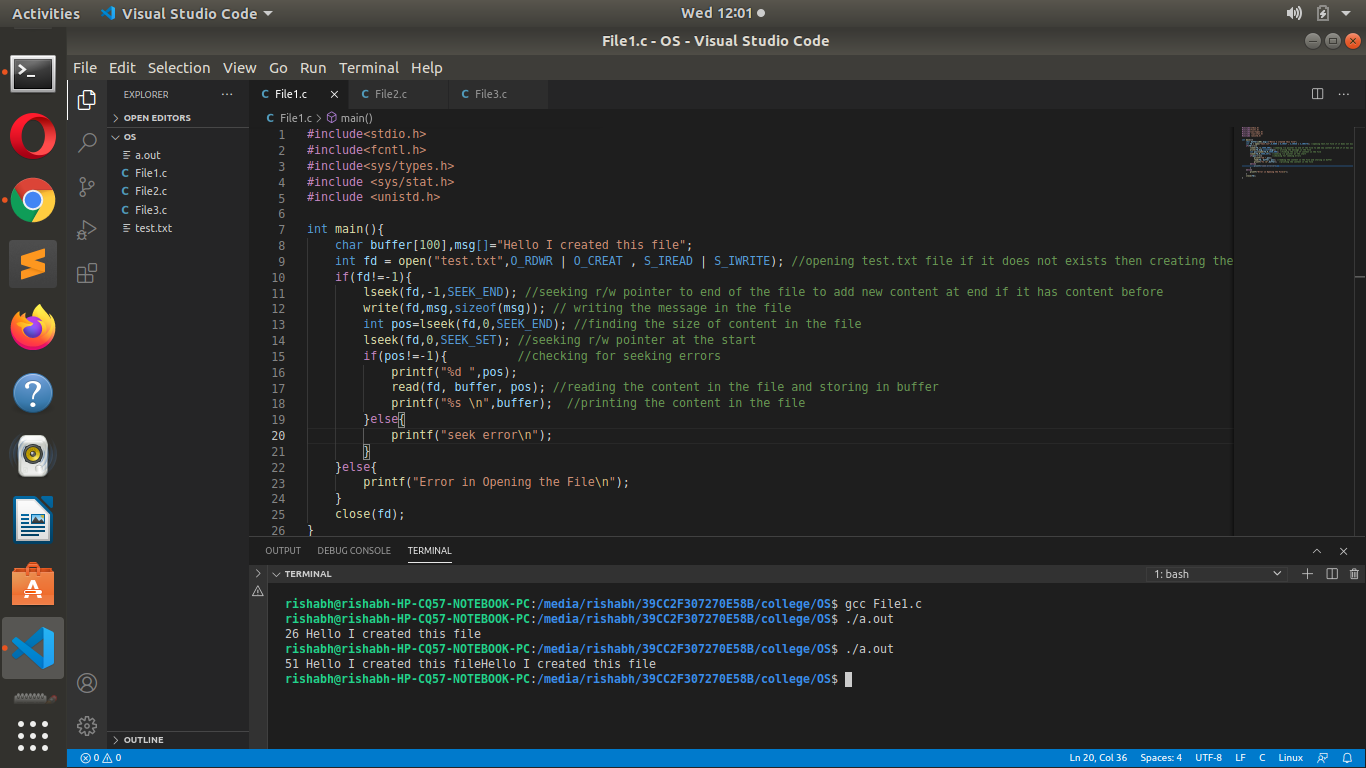 Activities Visual Studio Code Wed 12:01
File1.c - OS - Visual Studio Code
File Edit Selection View Go Run Terminal Help
EXPLORER ···
OPEN EDITORS
OS
a.out
C File1.c
C File2.c
C File3.c
test.txt
OUTLINE
C File1.c C File2.c C File3.c
C File1.c > main()
1 #include<stdio.h>
2 #include<fcntl.h>
3 #include<sys/types.h>
4 #include <sys/stat.h>
5 #include <unistd.h>
6
7 int main(){
8 char buffer[100],msg[]="Hello I created this file";
9 int fd = open("test.txt",O_RDWR | O_CREAT , S_IREAD | S_IWRITE); //opening test.txt file if it does not exists then creating the
10 if(fd!=-1){
11 lseek(fd,-1,SEEK_END); //seeking r/w pointer to end of the file to add new content at end if it has content before
12 write(fd,msg,sizeof(msg)); // writing the message in the file
13 int pos=lseek(fd,0,SEEK_END); //finding the size of content in the file
14 lseek(fd,0,SEEK_SET); //seeking r/w pointer at the start
15 if(pos!=-1){ //checking for seeking errors
16 printf("%d ",pos);
17 read(fd, buffer, pos); //reading the content in the file and storing in buffer
18 printf("%s \n",buffer); //printing the content in the file
19 }else{
20 printf("seek error\n");
21 }
22 }else{
23 printf("Error in Opening the File\n");
24 }
25 close(fd);
26 }
OUTPUT DEBUG CONSOLE TERMINAL
TERMINAL 1: bash
rishabh@rishabh-HP-CQ57-NOTEBOOK-PC:/media/rishabh/39CC2F307270E58B/college/OS$ gcc File1.c
rishabh@rishabh-HP-CQ57-NOTEBOOK-PC:/media/rishabh/39CC2F307270E58B/college/OS$ ./a.out
26 Hello I created this file
rishabh@rishabh-HP-CQ57-NOTEBOOK-PC:/media/rishabh/39CC2F307270E58B/college/OS$ ./a.out
51 Hello I created this fileHello I created this file
rishabh@rishabh-HP-CQ57-NOTEBOOK-PC:/media/rishabh/39CC2F307270E58B/college/OS$
0 0 Ln 20, Col 36 Spaces: 4 UTF-8 LF C Linux